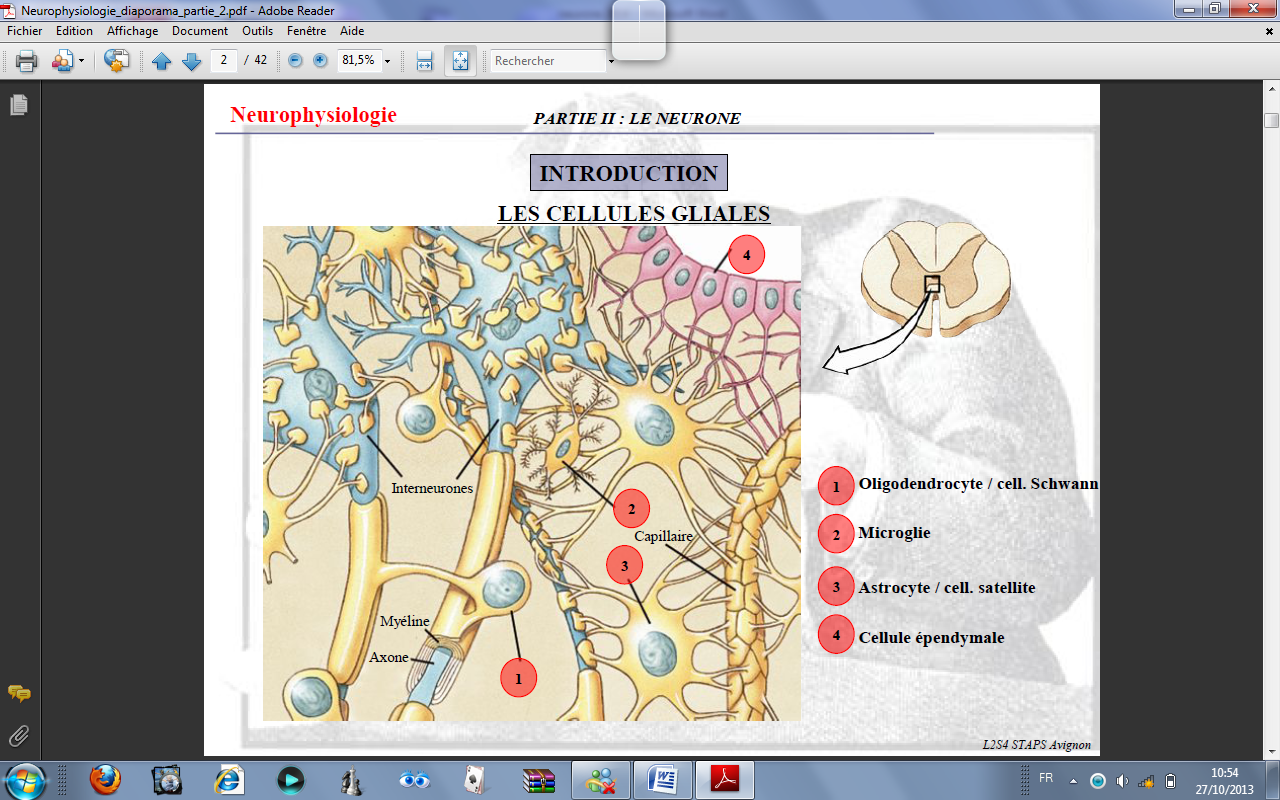 Neurophysiologie_diaporama_partie_2.pdf - Adobe Reader
Fichier Edition Affichage Document Outils Fenêtre Aide
2 / 42 81,5% Rechercher
Neurophysiologie
PARTIE II : LE NEURONE
INTRODUCTION
LES CELLULES GLIALES
4
Interneurones
2
Capillaire
3
Myéline
Axone
1
1 Oligodendrocyte / cell. Schwann
2 Microglie
3 Astrocyte / cell. satellite
4 Cellule épendymale
L2S4 STAPS Avignon
FR
10:54
27/10/2013